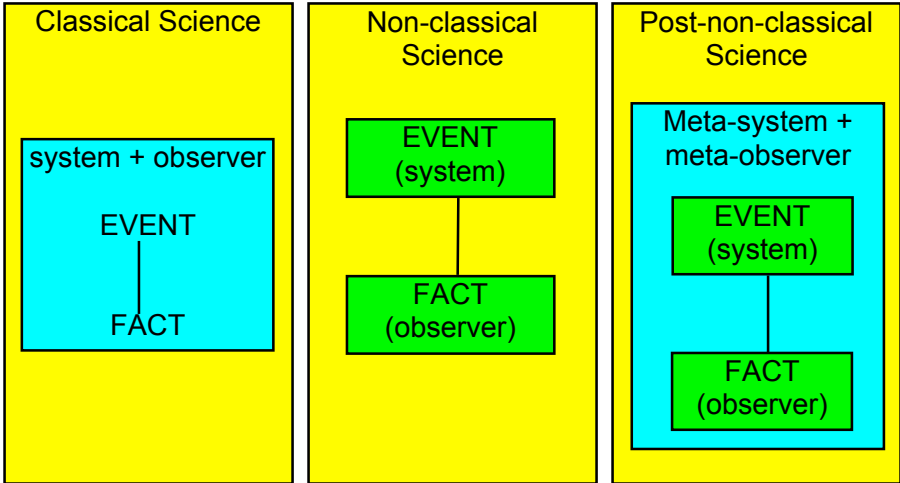 Classical Science
system + observer
EVENT
FACT
Non-classical
Science
EVENT
(system)
FACT
(observer)
Post-non-classical
Science
Meta-system +
meta-observer
EVENT
(system)
FACT
(observer)